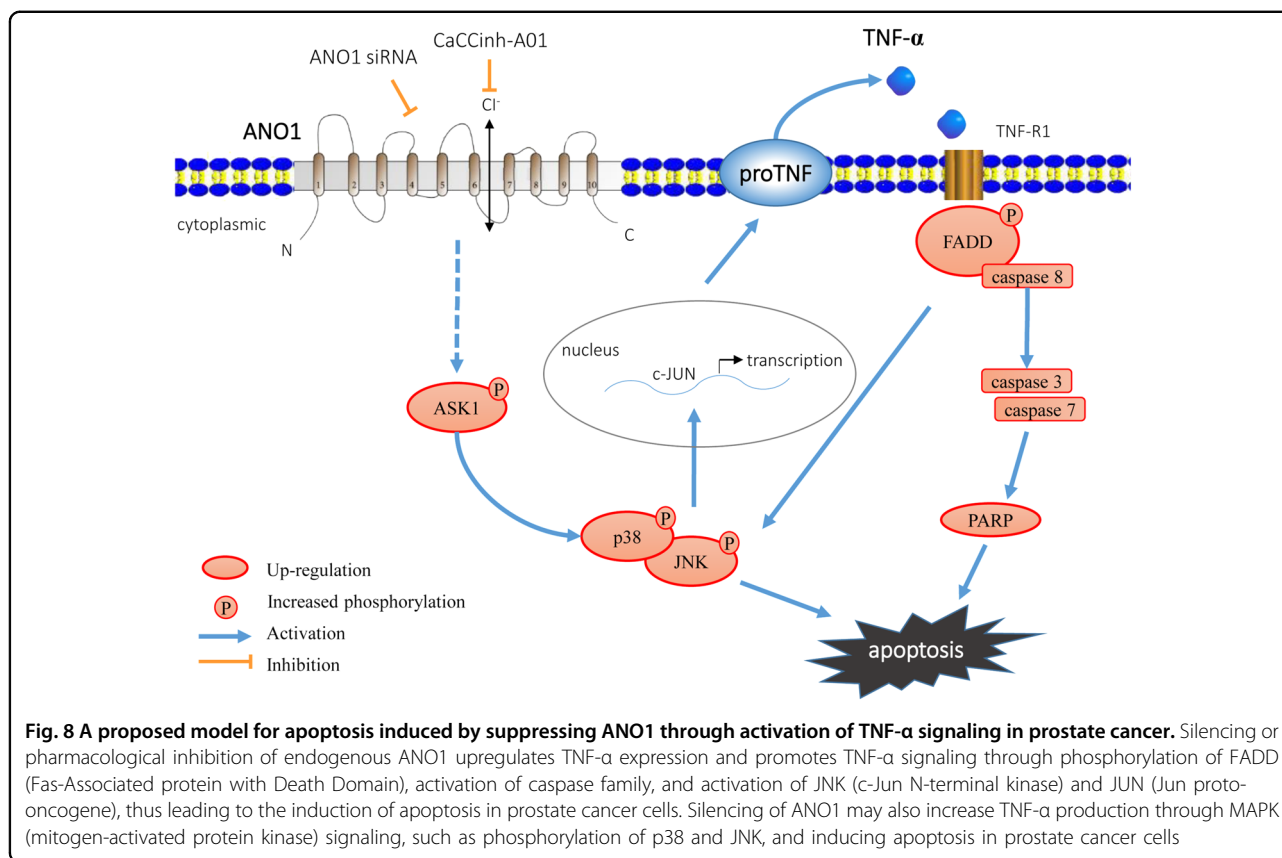 CaCCinh-A01
ANO1 siRNA
TNF-α
Cl-
ANO1
TNF-R1
proTNF
1 2 3 4 5 6 7 8 9 10
cytoplasmic
N
C
P
FADD
caspase 8
nucleus
c-JUN
transcription
caspase 3
caspase 7
P
ASK1
PARP
P
p38
P
JNK
Up-regulation
P
Increased phosphorylation
Activation
Inhibition
apoptosis
Fig. 8 A proposed model for apoptosis induced by suppressing ANO1 through activation of TNF-α signaling in prostate cancer. Silencing or
pharmacological inhibition of endogenous ANO1 upregulates TNF-α expression and promotes TNF-α signaling through phosphorylation of FADD
(Fas-Associated protein with Death Domain), activation of caspase family, and activation of JNK (c-Jun N-terminal kinase) and JUN (Jun proto-
oncogene), thus leading to the induction of apoptosis in prostate cancer cells. Silencing of ANO1 may also increase TNF-α production through MAPK
(mitogen-activated protein kinase) signaling, such as phosphorylation of p38 and JNK, and inducing apoptosis in prostate cancer cells